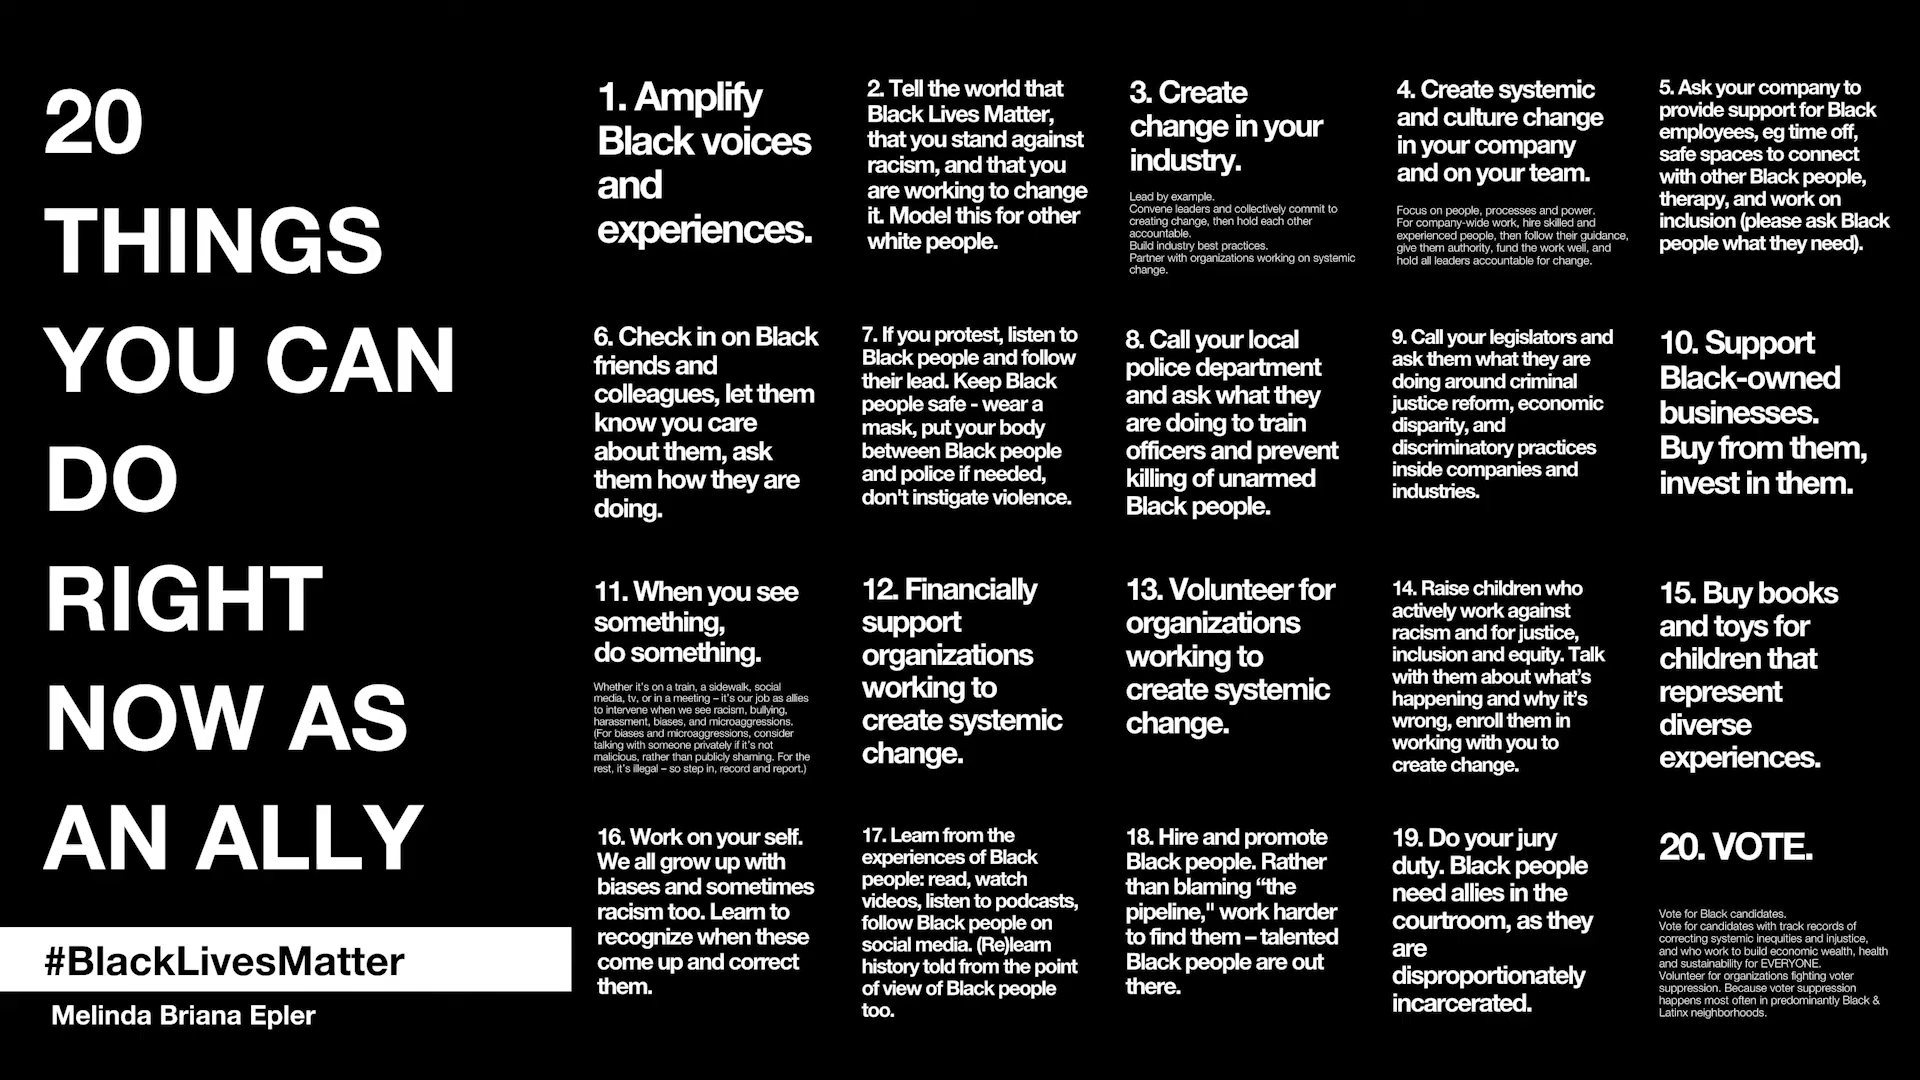 20
THINGS
YOU CAN
DO
RIGHT
NOW AS
AN ALLY
#BlackLivesMatter
Melinda Briana Epler
1. Amplify
Black voices
and
experiences.
2. Tell the world that
Black Lives Matter,
that you stand against
racism, and that you
are working to change
it. Model this for other
white people.
3. Create
change in your
industry.
Lead by example.
Convene leaders and collectively commit to
creating change, then hold each other
accountable.
Build industry best practices.
Partner with organizations working on systemic
change.
4. Create systemic
and culture change
in your company
and on your team.
Focus on people, processes and power.
For company-wide work, hire skilled and
experienced people, then follow their guidance,
give them authority, fund the work well, and
hold all leaders accountable for change.
5. Ask your company to
provide support for Black
employees, eg time off,
safe spaces to connect
with other Black people,
therapy, and work on
inclusion (please ask Black
people what they need).
6. Check in on Black
friends and
colleagues, let them
know you care
about them, ask
them how they are
doing.
7. If you protest, listen to
Black people and follow
their lead. Keep Black
people safe - wear a
mask, put your body
between Black people
and police if needed,
don't instigate violence.
8. Call your local
police department
and ask what they
are doing to train
officers and prevent
killing of unarmed
Black people.
9. Call your legislators and
ask them what they are
doing around criminal
justice reform, economic
disparity, and
discriminatory practices
inside companies and
industries.
10. Support
Black-owned
businesses.
Buy from them,
invest in them.
11. When you see
something,
do something.
Whether it's on a train, a sidewalk, social
media, tv, or in a meeting – it's our job as allies
to intervene when we see racism, bullying,
harassment, biases, and microaggressions.
(For biases and microaggressions, consider
talking with someone privately if it's not
malicious, rather than publicly shaming. For the
rest, it's illegal – so step in, record and report.)
12. Financially
support
organizations
working to
create systemic
change.
13. Volunteer for
organizations
working to
create systemic
change.
14. Raise children who
actively work against
racism and for justice,
inclusion and equity. Talk
with them about what's
happening and why it's
wrong, enroll them in
working with you to
create change.
15. Buy books
and toys for
children that
represent
diverse
experiences.
16. Work on your self.
We all grow up with
biases and sometimes
racism too. Learn to
recognize when these
come up and correct
them.
17. Learn from the
experiences of Black
people: read, watch
videos, listen to podcasts,
follow Black people on
social media. (Re)learn
history told from the point
of view of Black people
too.
18. Hire and promote
Black people. Rather
than blaming “the
pipeline," work harder
to find them – talented
Black people are out
there.
19. Do your jury
duty. Black people
need allies in the
courtroom, as they
are
disproportionately
incarcerated.
20. VOTE.
Vote for Black candidates.
Vote for candidates with track records of
correcting systemic inequities and injustice,
and who work to build economic wealth, health
and sustainability for EVERYONE.
Volunteer for organizations fighting voter
suppression. Because voter suppression
happens most often in predominantly Black &
Latinx neighborhoods.